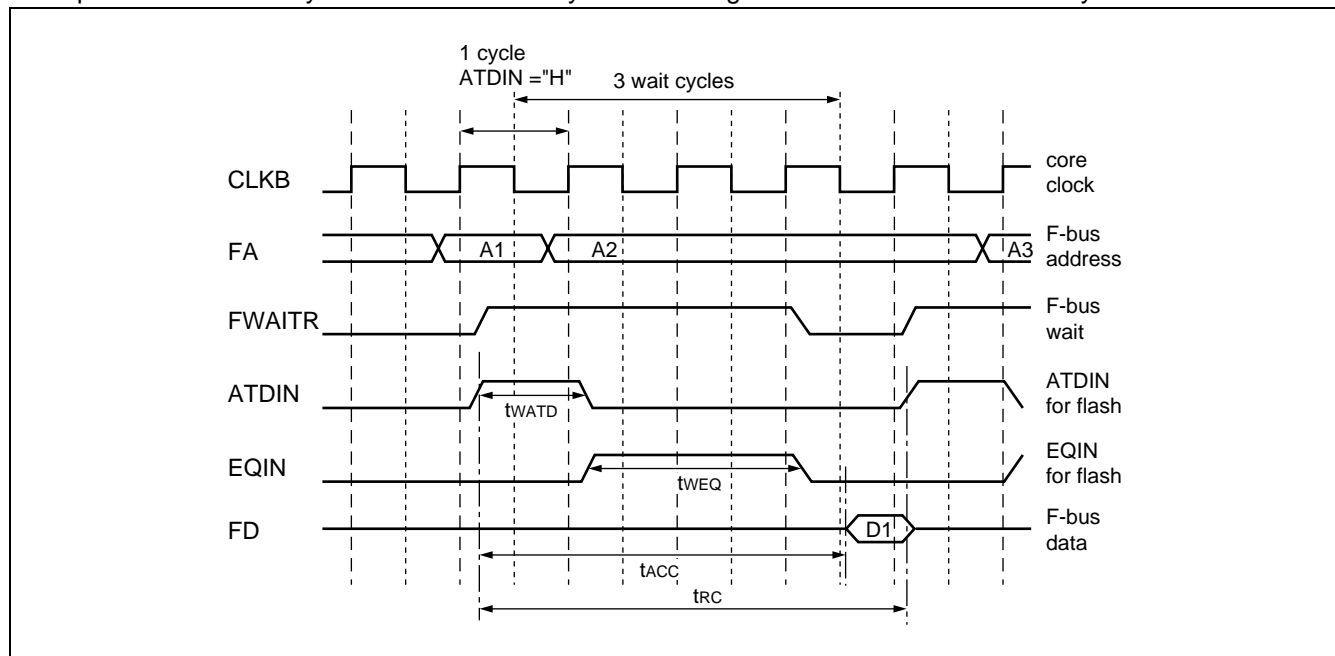 1 cycle
ATDIN ="H"
3 wait cycles
CLKB
core
clock
FA
A1
A2
A3
F-bus
address
FWAITR
F-bus
wait
ATDIN
tWATD
ATDIN
for flash
EQIN
tWEQ
EQIN
for flash
FD
D1
F-bus
data
tACC
tRC